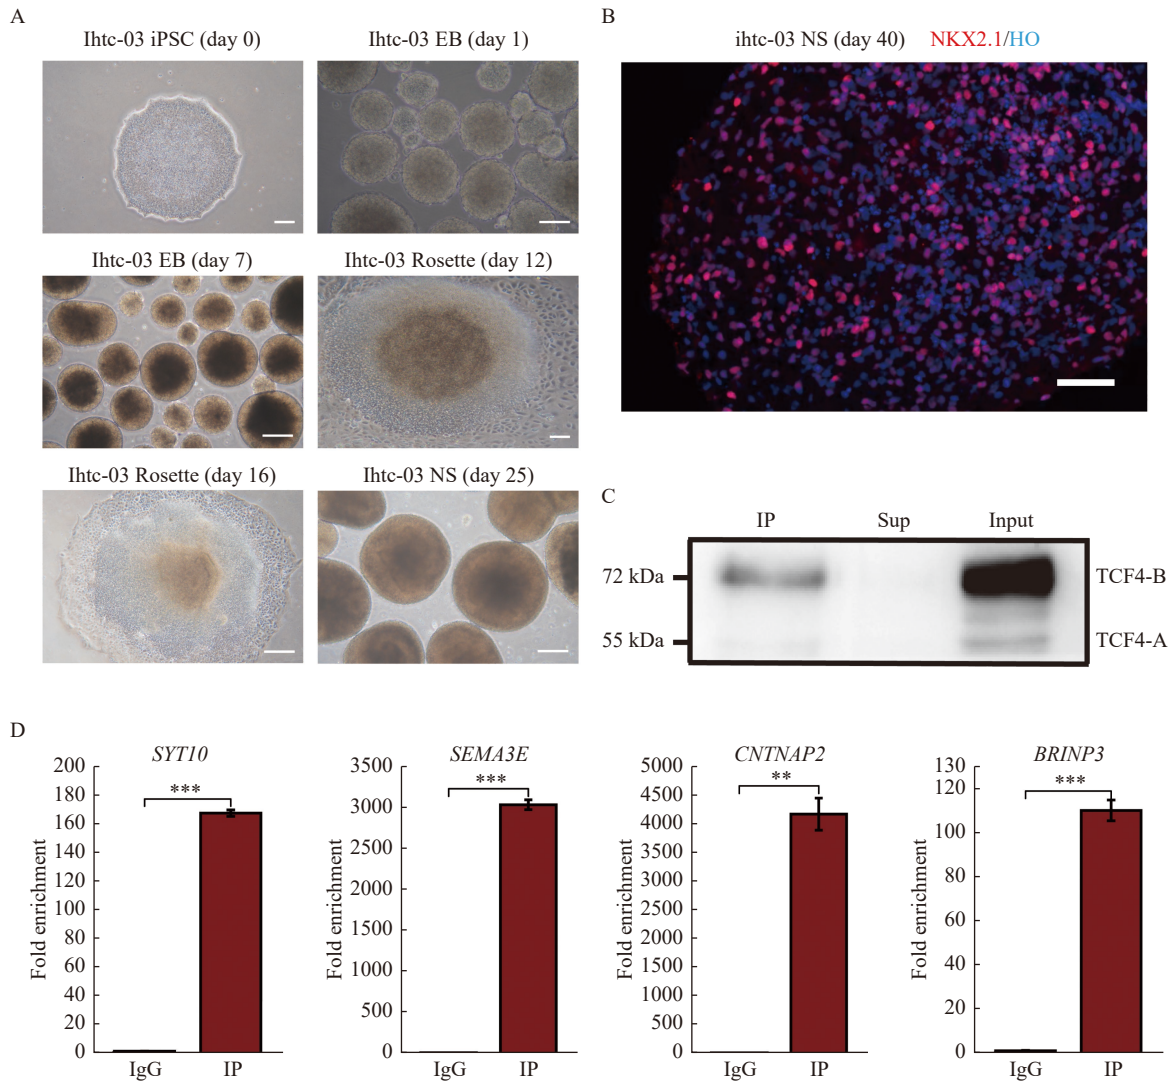 A
Ihtc-03 iPSC (day 0)
Ihtc-03 EB (day 1)
Ihtc-03 EB (day 7)
Ihtc-03 Rosette (day 12)
Ihtc-03 Rosette (day 16)
Ihtc-03 NS (day 25)
B
ihtc-03 NS (day 40) NKX2.1/HO
C
IP Sup Input
72 kDa TCF4-B
55 kDa TCF4-A
D
SYT10
Fold enrichment
200
180
160
140
120
100
80
60
40
20
0
***
IgG IP
SEMA3E
Fold enrichment
3500
3000
2500
2000
1500
1000
500
0
***
IgG IP
CNTNAP2
Fold enrichment
5000
4500
4000
3500
3000
2500
2000
1500
1000
500
0
**
IgG IP
BRINP3
Fold enrichment
130
120
100
80
60
40
20
0
***
IgG IP